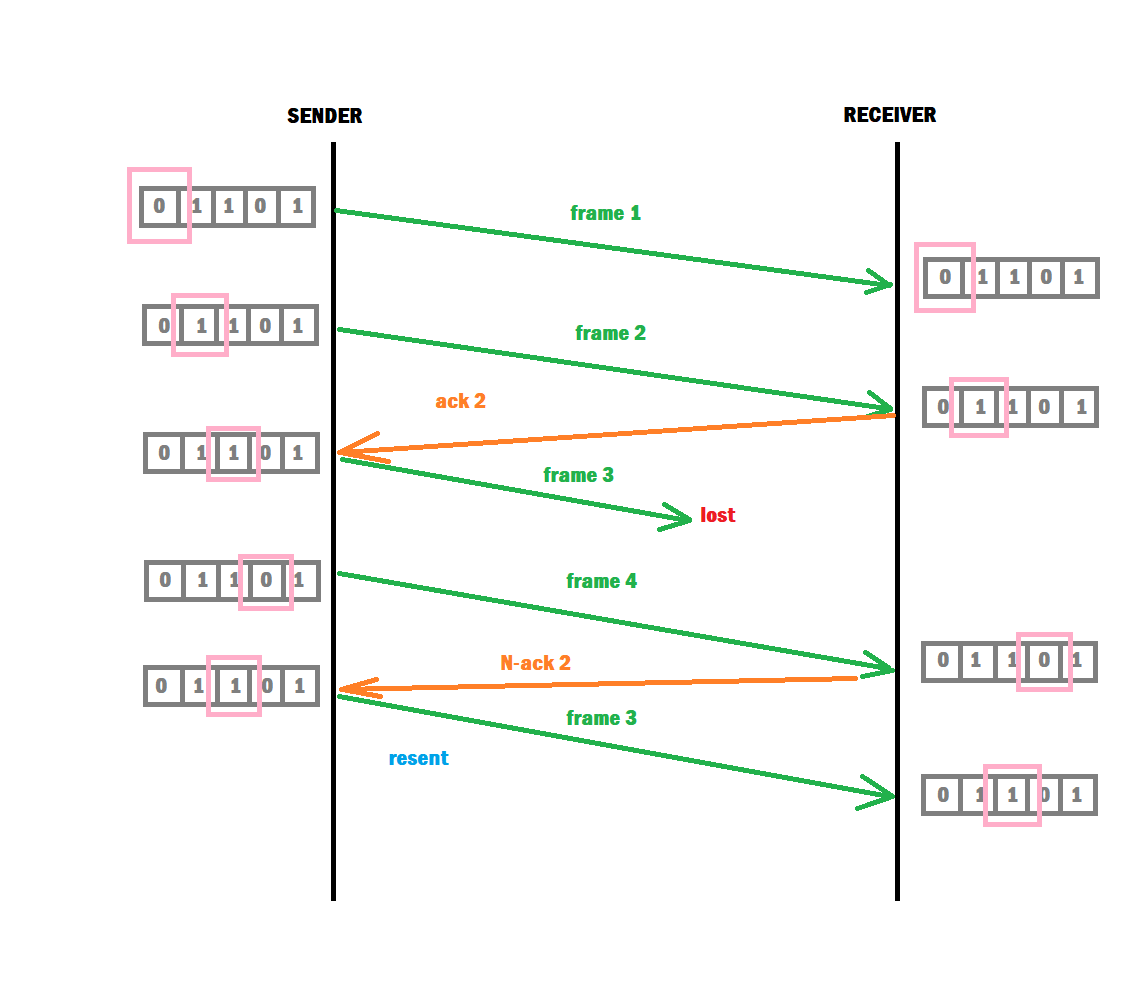 SENDER
RECEIVER
0 1 1 0 1
frame 1
0 1 1 0 1
0 1 1 0 1
frame 2
ack 2
0 1 1 0 1
0 1 1 0 1
frame 3
lost
0 1 1 0 1
frame 4
N-ack 2
0 1 1 0 1
0 1 1 0 1
frame 3
resent
0 1 1 0 1